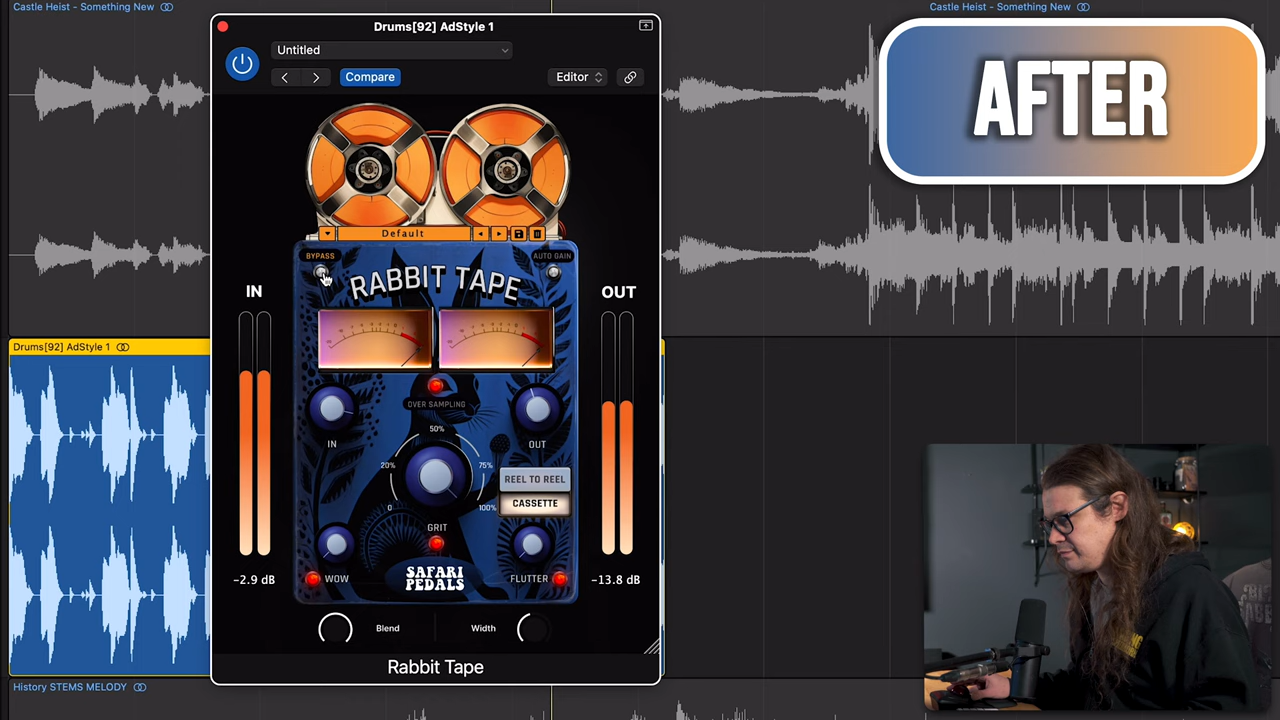 Castle Heist - Something New
Castle Heist - Something New
Drums[92] AdStyle 1
Untitled
Compare
Editor
AFTER
Default
BYPASS
AUTO GAIN
RABBIT TAPE
IN
OUT
Drums[92] AdStyle 1
OVER SAMPLING
50%
IN
OUT
20%
75%
REEL TO REEL
CASSETTE
0
100%
GRIT
-2.9 dB
WOW
SAFARI
PEDALS
FLUTTER
-13.8 dB
Blend
Width
Rabbit Tape
History STEMS MELODY